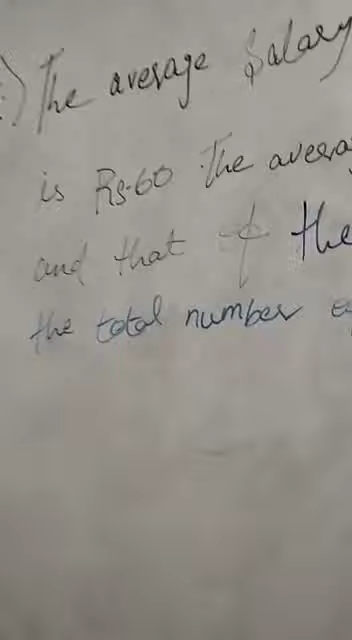 ) The average Salary
is Rs.60 The avera
and that of the
the total number